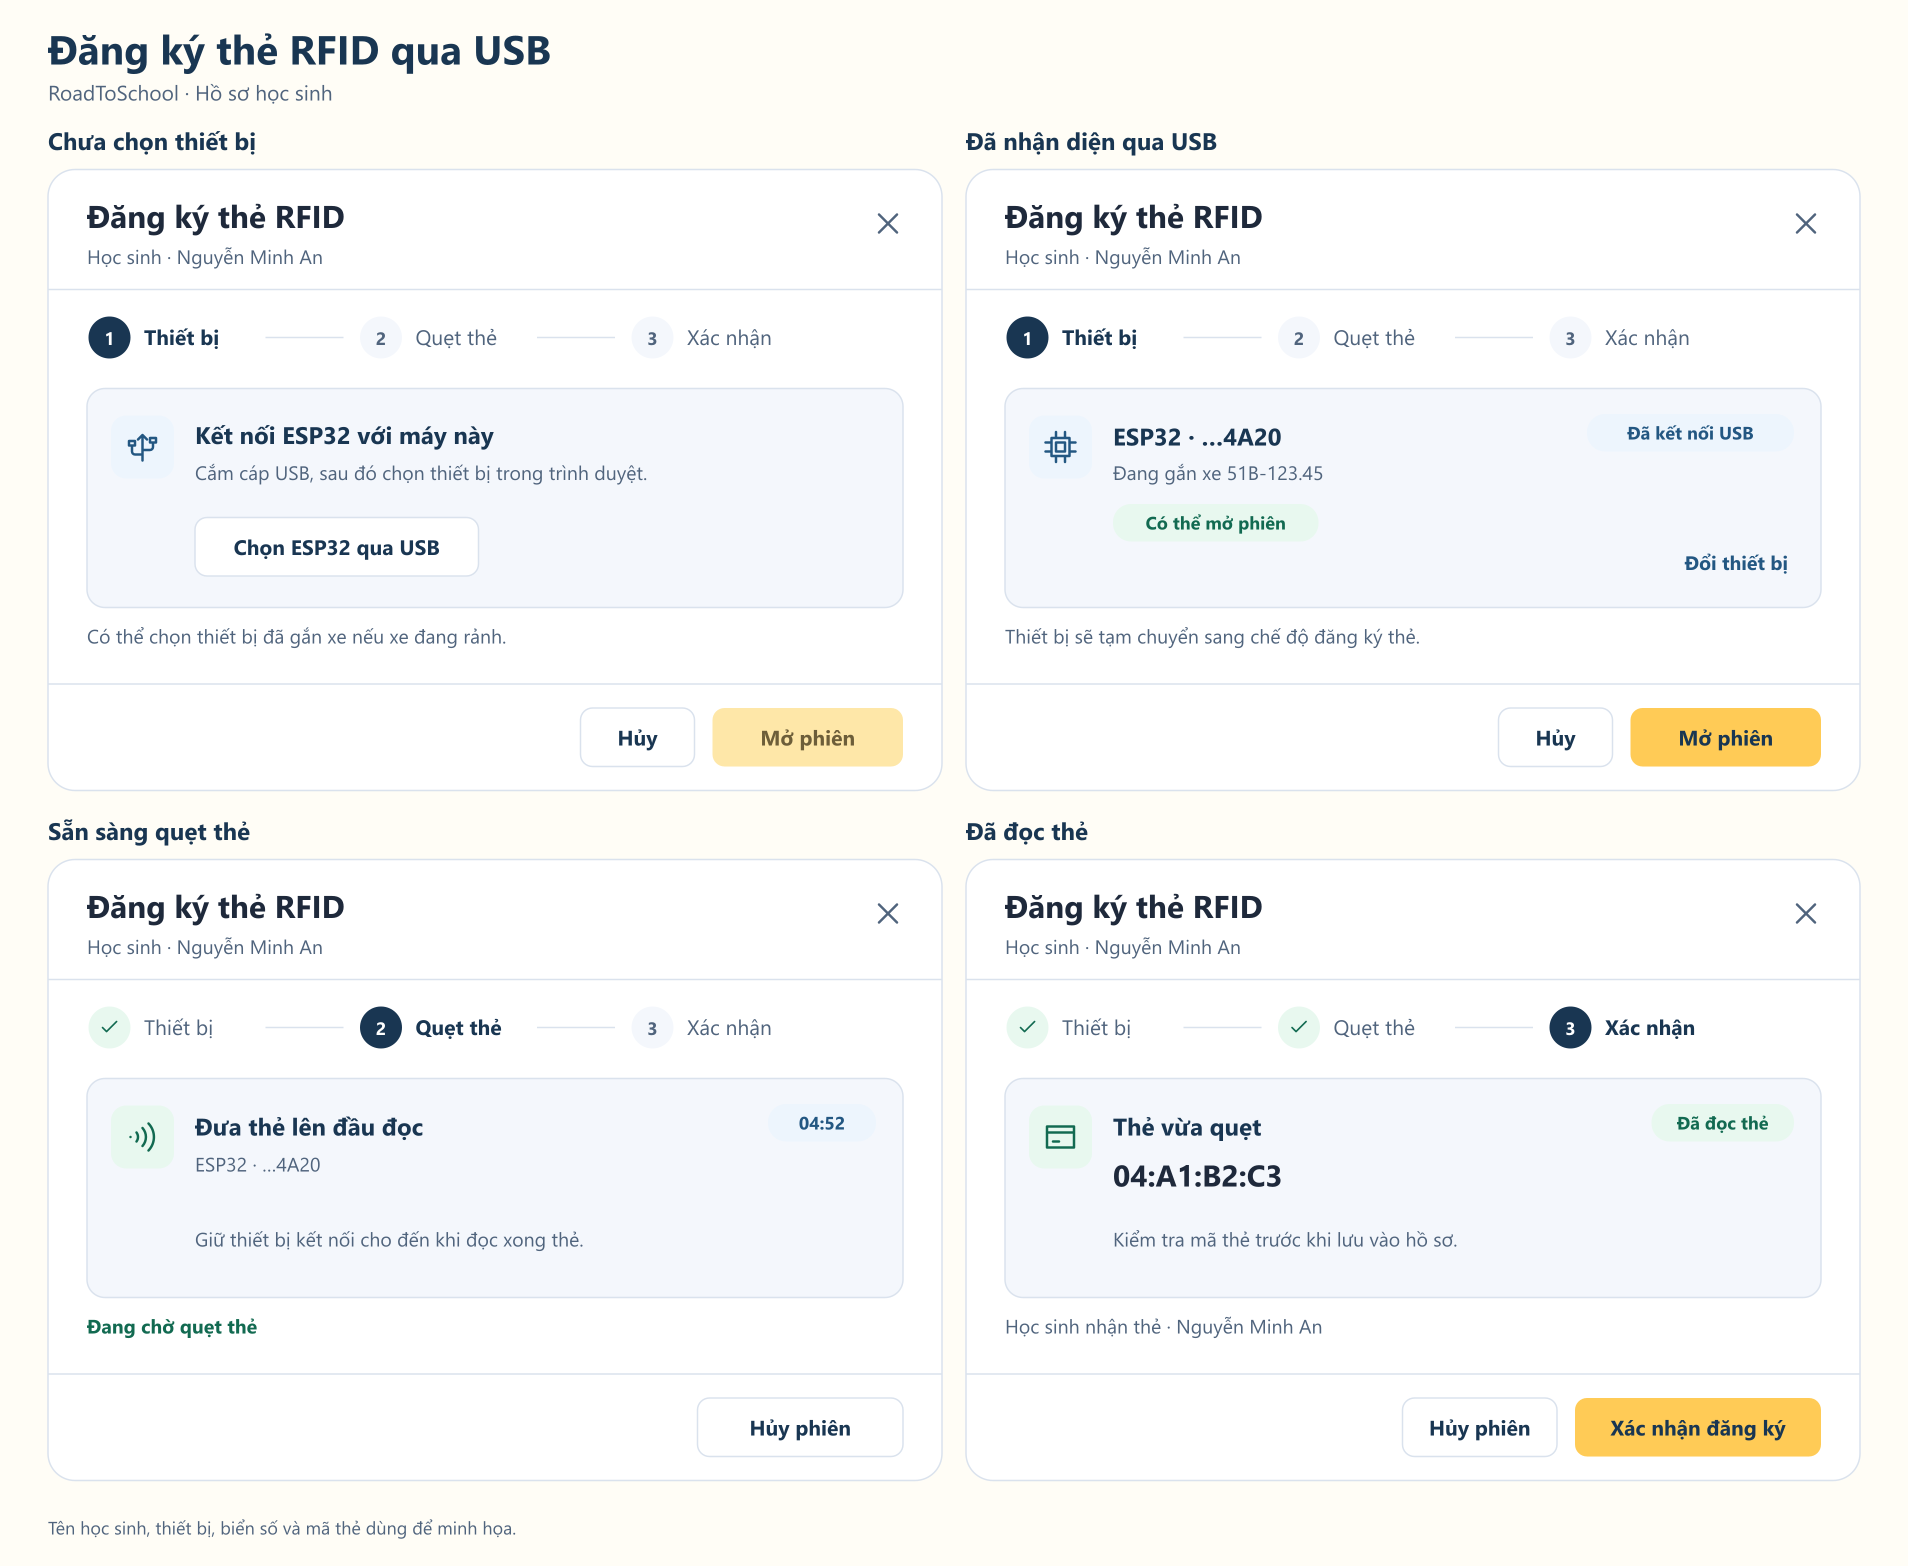 Đăng ký thẻ RFID qua USB
RoadToSchool · Hồ sơ học sinh
Chưa chọn thiết bị
Đăng ký thẻ RFID
Học sinh · Nguyễn Minh An
1 Thiết bị
2 Quẹt thẻ
3 Xác nhận
Kết nối ESP32 với máy này
Cắm cáp USB, sau đó chọn thiết bị trong trình duyệt.
Chọn ESP32 qua USB
Có thể chọn thiết bị đã gắn xe nếu xe đang rảnh.
Hủy
Mở phiên
Đã nhận diện qua USB
Đăng ký thẻ RFID
Học sinh · Nguyễn Minh An
1 Thiết bị
2 Quẹt thẻ
3 Xác nhận
ESP32 · …4A20
Đã kết nối USB
Đang gắn xe 51B-123.45
Có thể mở phiên
Đổi thiết bị
Thiết bị sẽ tạm chuyển sang chế độ đăng ký thẻ.
Hủy
Mở phiên
Sẵn sàng quẹt thẻ
Đăng ký thẻ RFID
Học sinh · Nguyễn Minh An
Thiết bị
2 Quẹt thẻ
3 Xác nhận
Đưa thẻ lên đầu đọc
04:52
ESP32 · …4A20
Giữ thiết bị kết nối cho đến khi đọc xong thẻ.
Đang chờ quẹt thẻ
Hủy phiên
Đã đọc thẻ
Đăng ký thẻ RFID
Học sinh · Nguyễn Minh An
Thiết bị
Quẹt thẻ
3 Xác nhận
Thẻ vừa quẹt
Đã đọc thẻ
04:A1:B2:C3
Kiểm tra mã thẻ trước khi lưu vào hồ sơ.
Học sinh nhận thẻ · Nguyễn Minh An
Hủy phiên
Xác nhận đăng ký
Tên học sinh, thiết bị, biển số và mã thẻ dùng để minh họa.